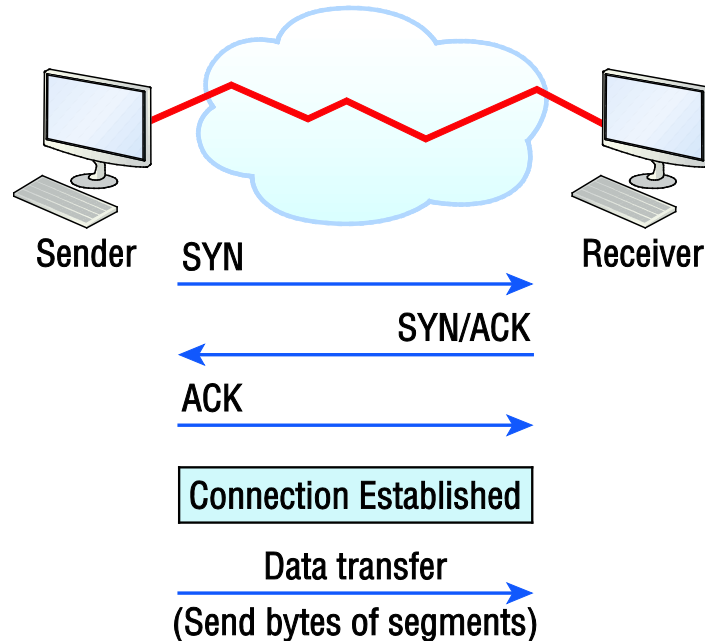 Sender
Receiver
SYN
SYN/ACK
ACK
Connection Established
Data transfer
(Send bytes of segments)